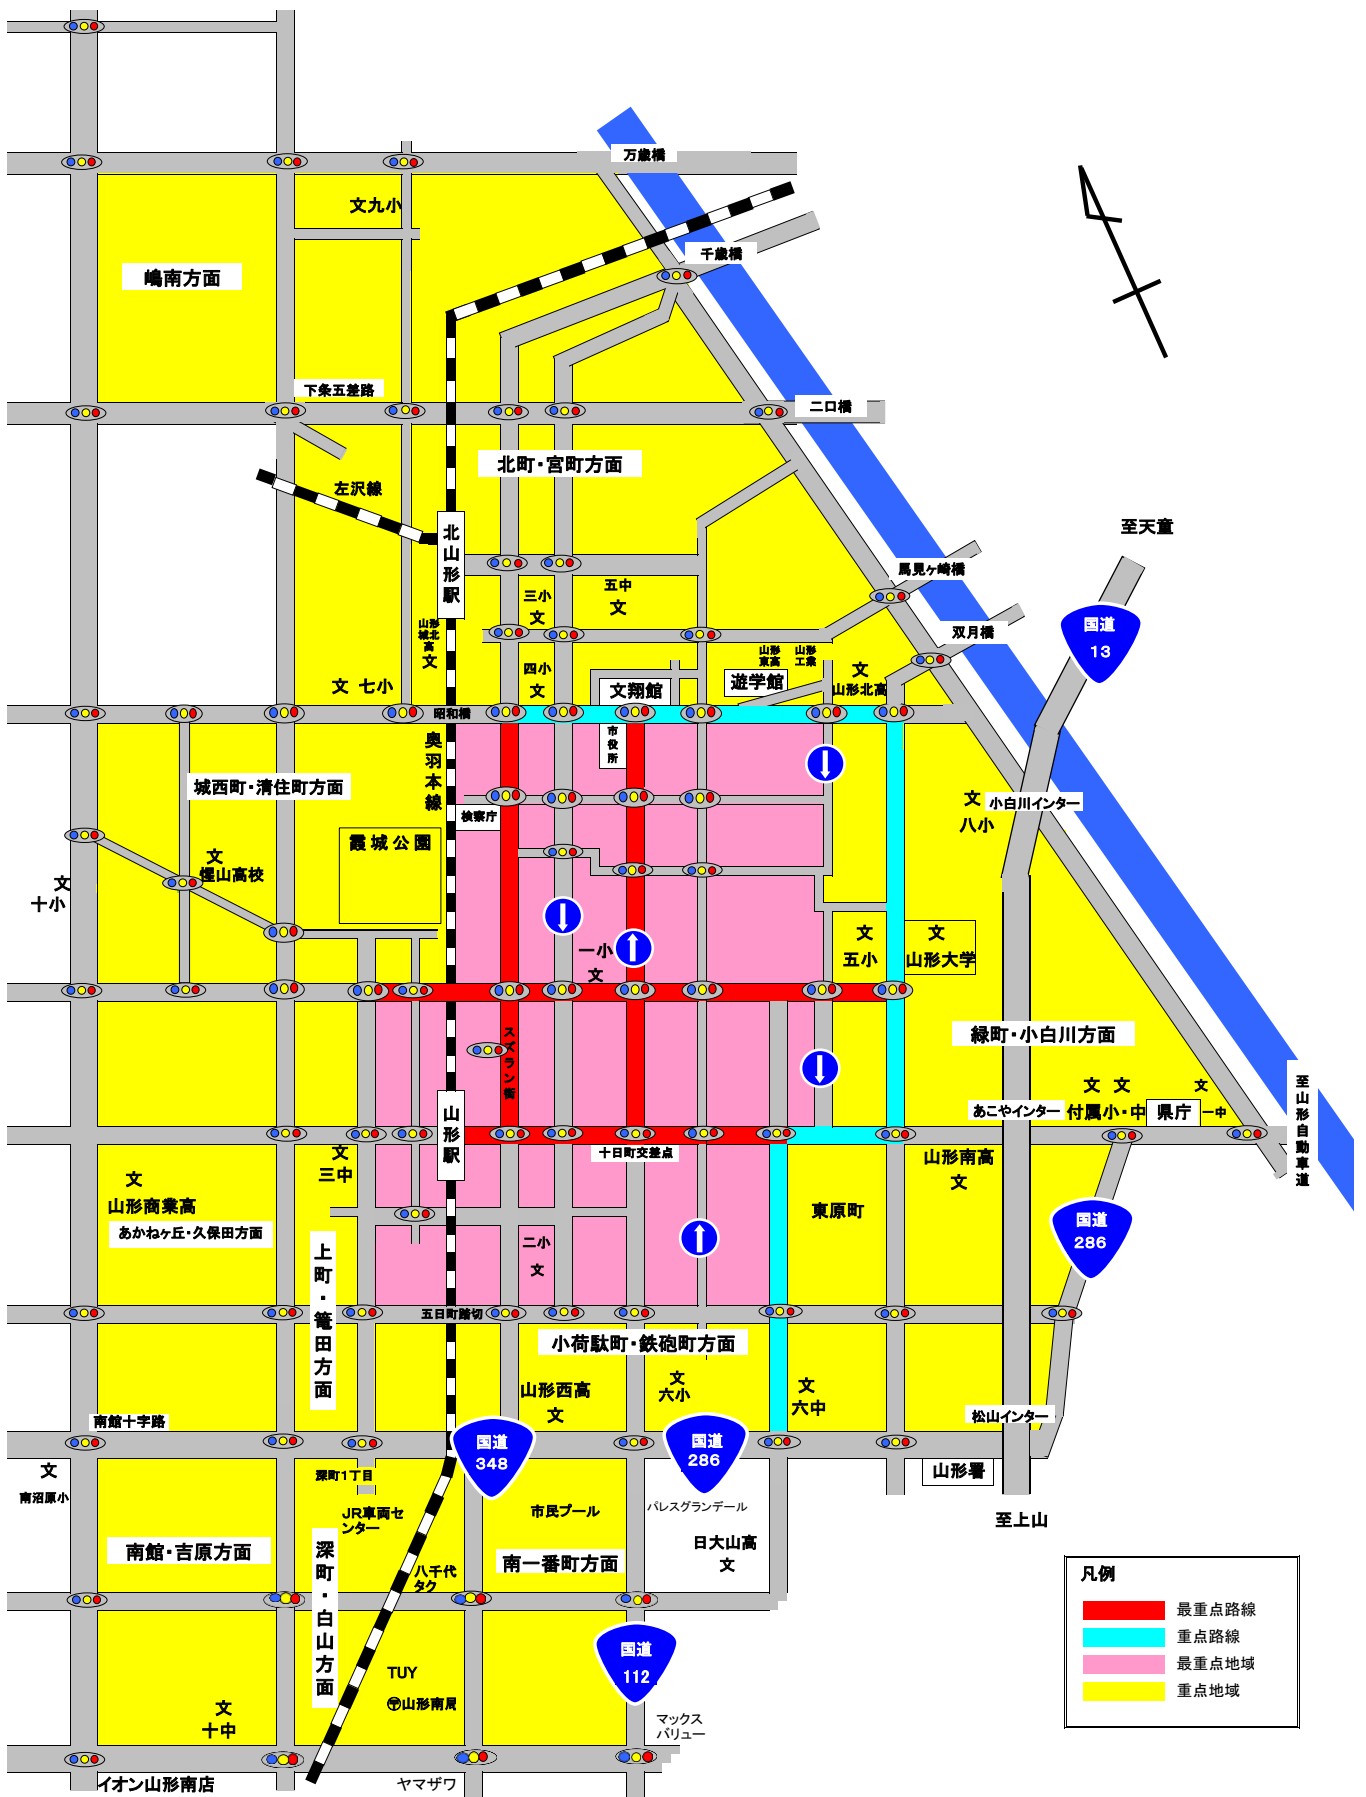 万歳橋
文九小
千歳橋
嶋南方面
下条五差路
二口橋
北町・宮町方面
左沢線
至天童
北山形駅
馬見ヶ崎橋
三小
文
五中
文
国道
13
山形
城北
高
文
双月橋
山形
東高
山形
工業
四小
文
文
山形北高
文 七小
文翔館
遊学館
昭和橋
市役所
奥羽本線
城西町・清住町方面
文
八小
小白川インター
検察庁
霞城公園
文
惺山高校
文
十小
一小
文
文
五小
文
山形大学
スズラン街
緑町・小白川方面
山形駅
あこやインター
文 文
付属小・中
県庁
文
一中
至山形自動車道
十日町交差点
文
三中
山形南高
文
文
山形商業高
あかねヶ丘・久保田方面
東原町
国道
286
二小
文
上町・篭田方面
五日町踏切
小荷駄町・鉄砲町方面
山形西高
文
文
六小
文
六中
南館十字路
松山インター
国道
348
国道
286
文
南沼原小
深町1丁目
山形署
JR車両セ
ンター
市民プール
パレスグランデール
至上山
日大山高
文
南館・吉原方面
深町・白山方面
八千代
タク
南一番町方面
凡例
最重点路線
重点路線
最重点地域
重点地域
国道
112
TUY
〒山形南局
文
十中
マックス
バリュー
イオン山形南店
ヤマザワ